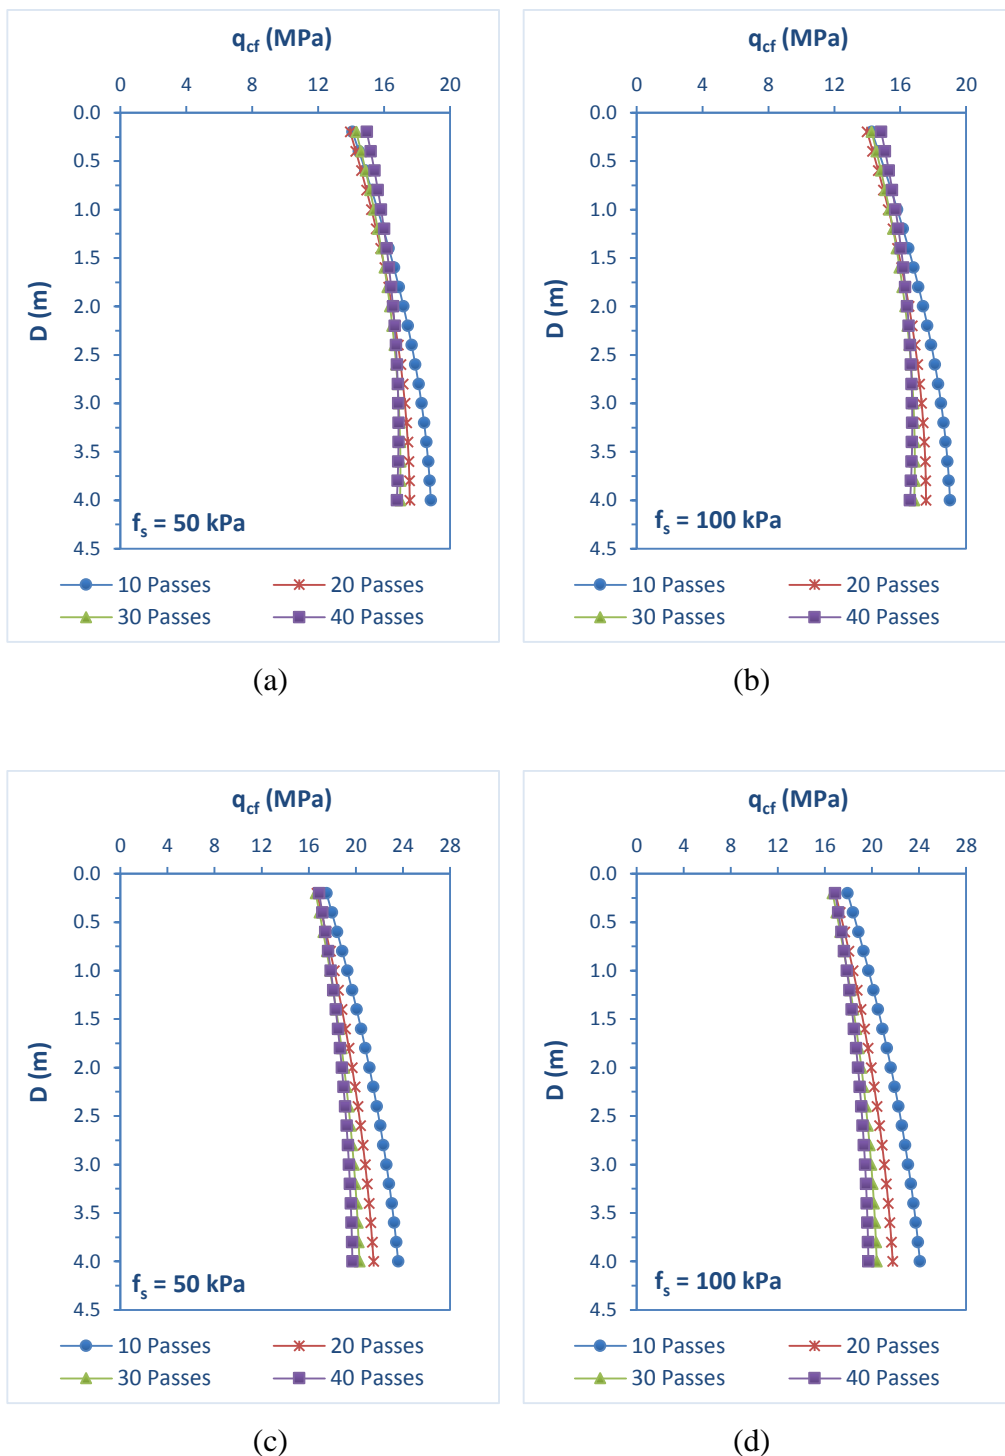 q_cf (MPa)
0 4 8 12 16 20
0.0
0.5
1.0
1.5
2.0
2.5
3.0
3.5
4.0
4.5
D (m)
f_s = 50 kPa
10 Passes 20 Passes
30 Passes 40 Passes
(a)
q_cf (MPa)
0 4 8 12 16 20
0.0
0.5
1.0
1.5
2.0
2.5
3.0
3.5
4.0
4.5
D (m)
f_s = 100 kPa
10 Passes 20 Passes
30 Passes 40 Passes
(b)
q_cf (MPa)
0 4 8 12 16 20 24 28
0.0
0.5
1.0
1.5
2.0
2.5
3.0
3.5
4.0
4.5
D (m)
f_s = 50 kPa
10 Passes 20 Passes
30 Passes 40 Passes
(c)
q_cf (MPa)
0 4 8 12 16 20 24 28
0.0
0.5
1.0
1.5
2.0
2.5
3.0
3.5
4.0
4.5
D (m)
f_s = 100 kPa
10 Passes 20 Passes
30 Passes 40 Passes
(d)